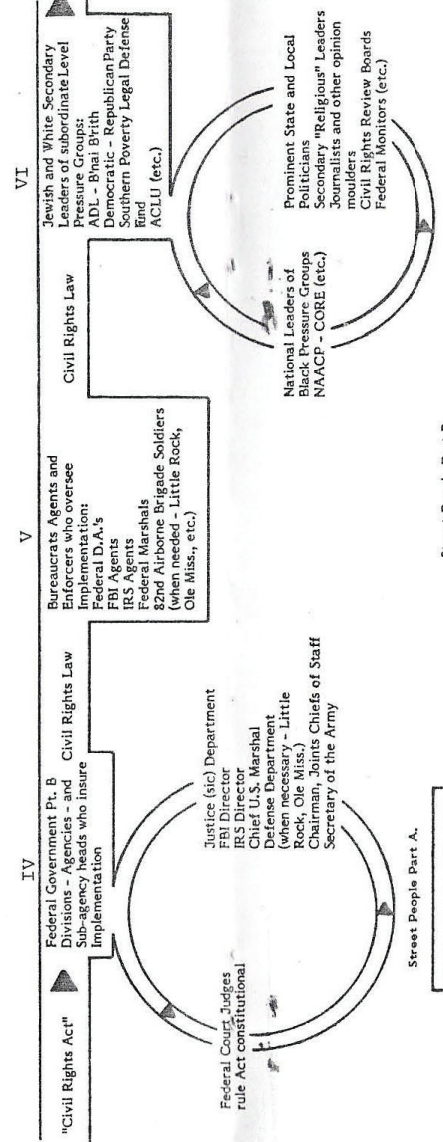 IV
"Civil Rights Act"
Federal Government Pt. B
Divisions - Agencies - and
Sub-agency heads who insure
Implementation
Federal Court Judges
rule Act constitutional
Justice (sic) Department
FBI Director
IRS Director
Chief U.S. Marshal
Defense Department
(when necessary - Little
Rock, Ole Miss.)
Chairman, Joints Chiefs of Staff
Secretary of the Army
Street People Part A.
Civil Rights Law
V
Bureaucrats Agents and
Enforcers who oversee
Implementation:
Federal D.A.'s
FBI Agents
IRS Agents
Federal Marshals
82nd Airborne Brigade Soldiers
(when needed - Little Rock,
Ole Miss., etc.)
Civil Rights Law
VI
Jewish and White Secondary
Leaders of subordinate Level
Pressure Groups:
ADL - B'nai B'rith
Democratic - Republican Party
Southern Poverty Legal Defense
Fund
ACLU (etc.)
National Leaders of
Black Pressure Groups
NAACP - CORE (etc.)
Prominent State and Local
Politicians
Secondary "Religious" Leaders
Journalists and other opinion
moulders
Civil Rights Review Boards
Federal Monitors (etc.)